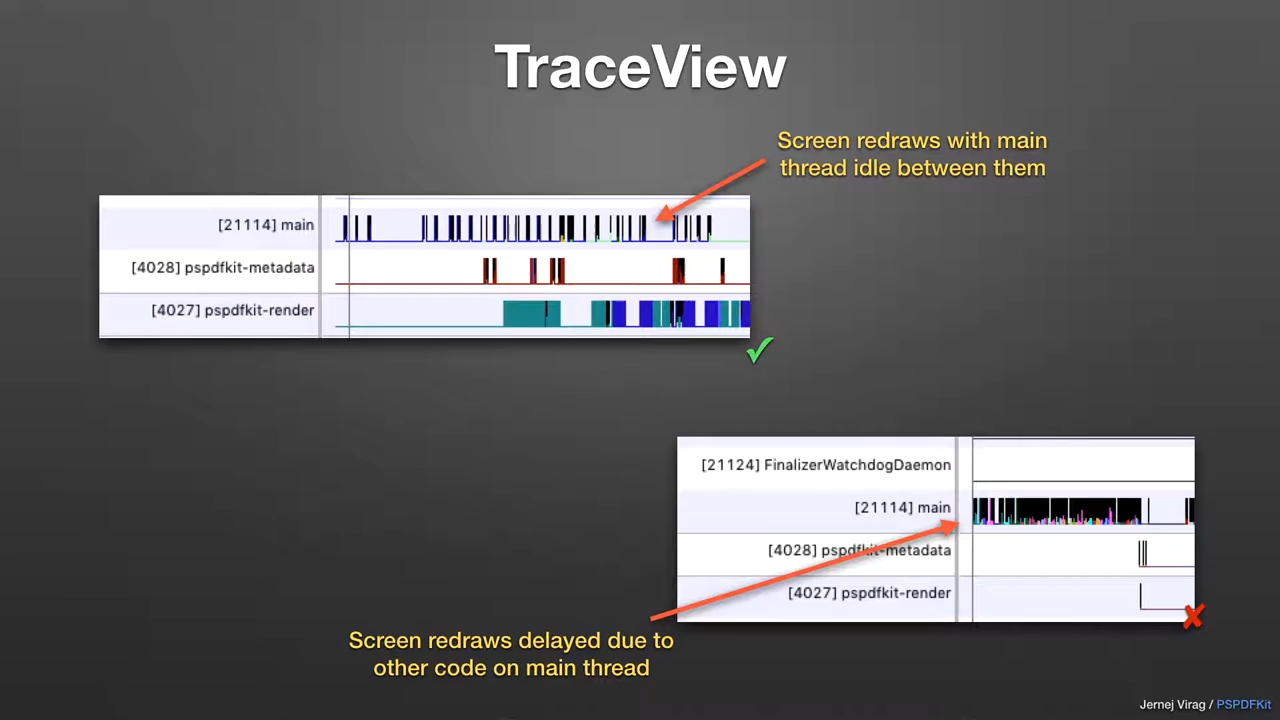 TraceView
Screen redraws with main
thread idle between them
[21114] main
[4028] pspdfkit-metadata
[4027] pspdfkit-render
[21124] FinalizerWatchdogDaemon
[21114] main
[4028] pspdfkit-metadata
[4027] pspdfkit-render
Screen redraws delayed due to
other code on main thread
Jernej Virag / PSPDFKit